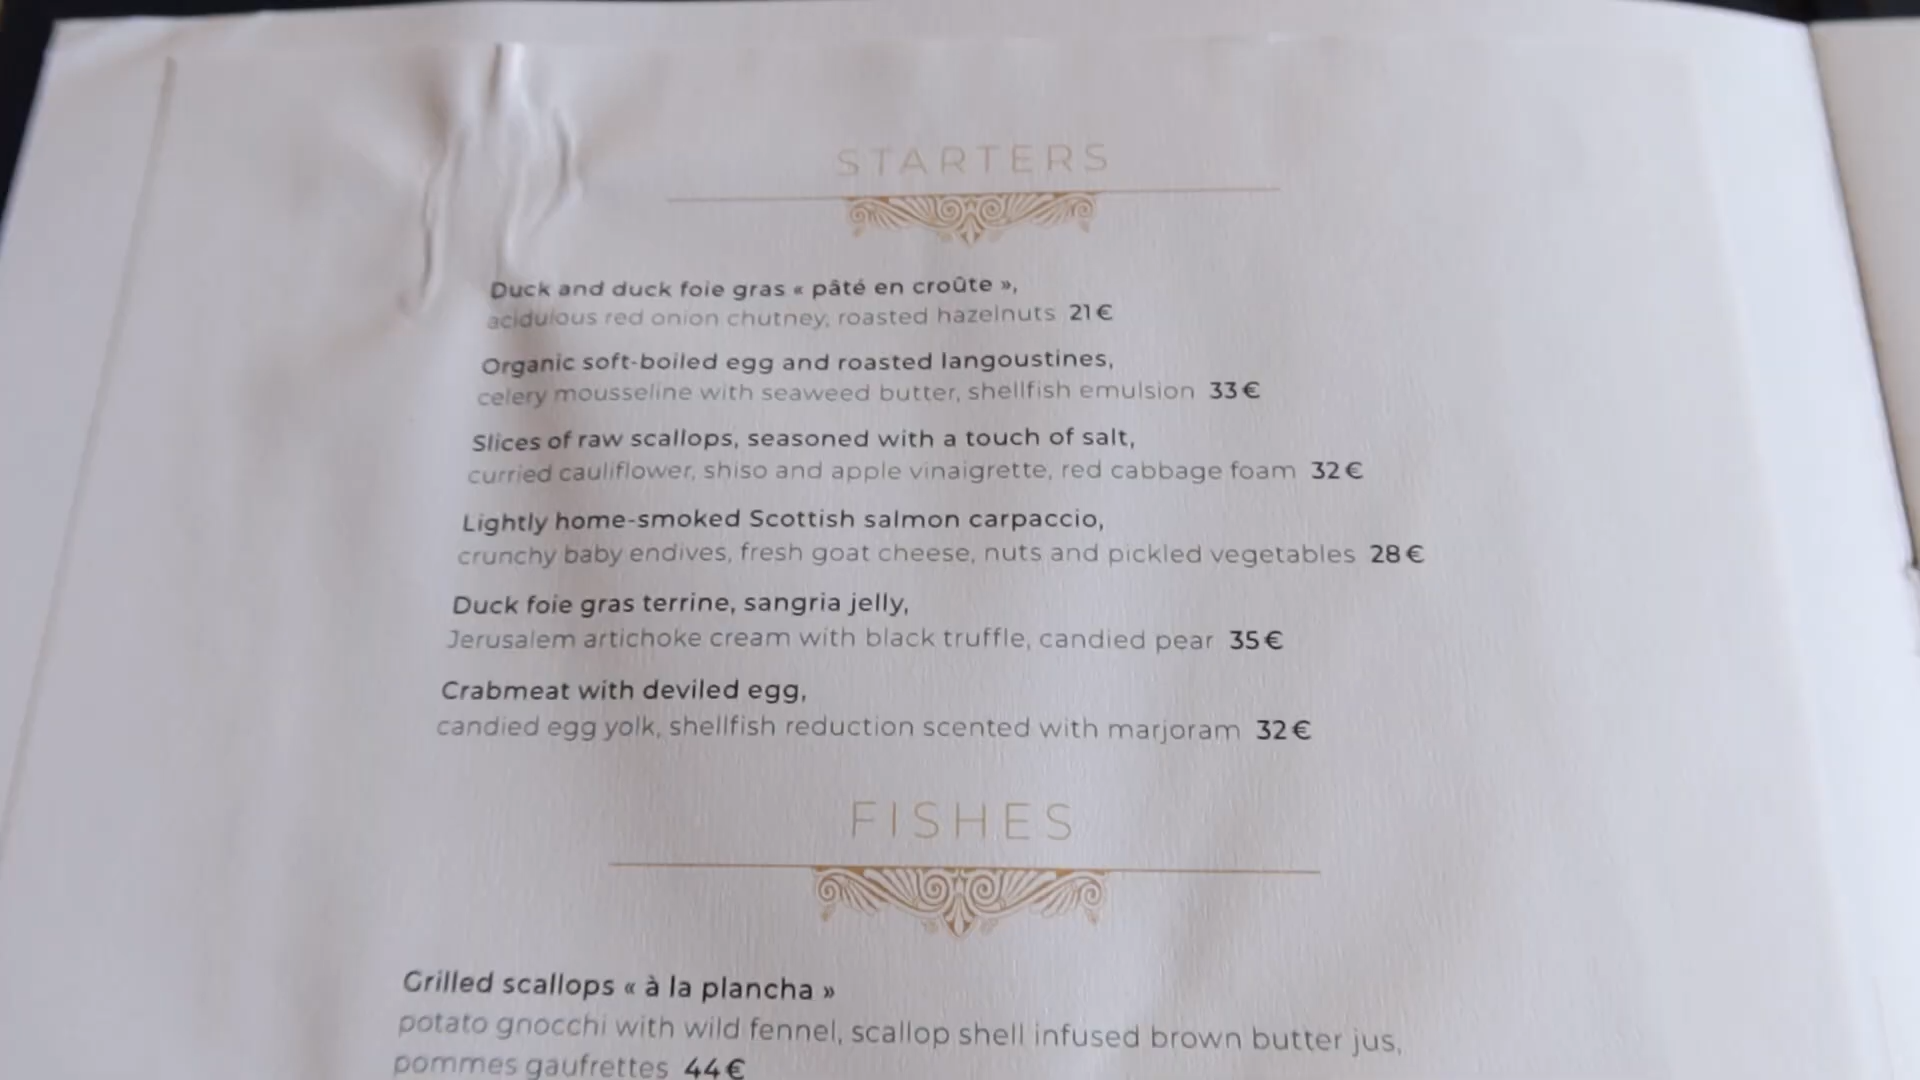 STARTERS
Duck and duck foie gras « pâté en croûte »,
acidulous red onion chutney, roasted hazelnuts 21€
Organic soft-boiled egg and roasted langoustines,
celery mousseline with seaweed butter, shellfish emulsion 33€
Slices of raw scallops, seasoned with a touch of salt,
curried cauliflower, shiso and apple vinaigrette, red cabbage foam 32€
Lightly home-smoked Scottish salmon carpaccio,
crunchy baby endives, fresh goat cheese, nuts and pickled vegetables 28€
Duck foie gras terrine, sangria jelly,
Jerusalem artichoke cream with black truffle, candied pear 35€
Crabmeat with deviled egg,
candied egg yolk, shellfish reduction scented with marjoram 32€
FISHES
Grilled scallops « à la plancha »
potato gnocchi with wild fennel, scallop shell infused brown butter jus,
pommes gaufrettes 44€